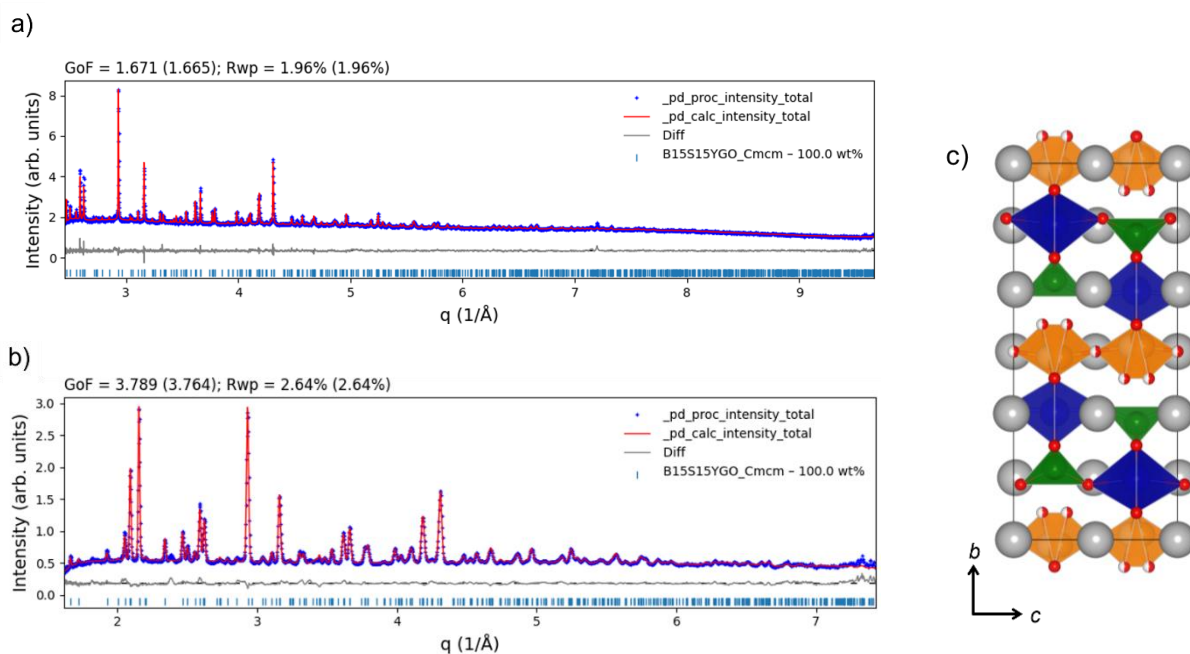 a)
GoF = 1.671 (1.665); Rwp = 1.96% (1.96%)
Intensity (arb. units)
8
6
4
2
0
_pd_proc_intensity_total
_pd_calc_intensity_total
Diff
B15S15YGO_Cmcm – 100.0 wt%
3 4 5 6 7 8 9
q (1/Å)
b)
GoF = 3.789 (3.764); Rwp = 2.64% (2.64%)
Intensity (arb. units)
3.0
2.5
2.0
1.5
1.0
0.5
0.0
_pd_proc_intensity_total
_pd_calc_intensity_total
Diff
B15S15YGO_Cmcm – 100.0 wt%
2 3 4 5 6 7
q (1/Å)
c)
b
c